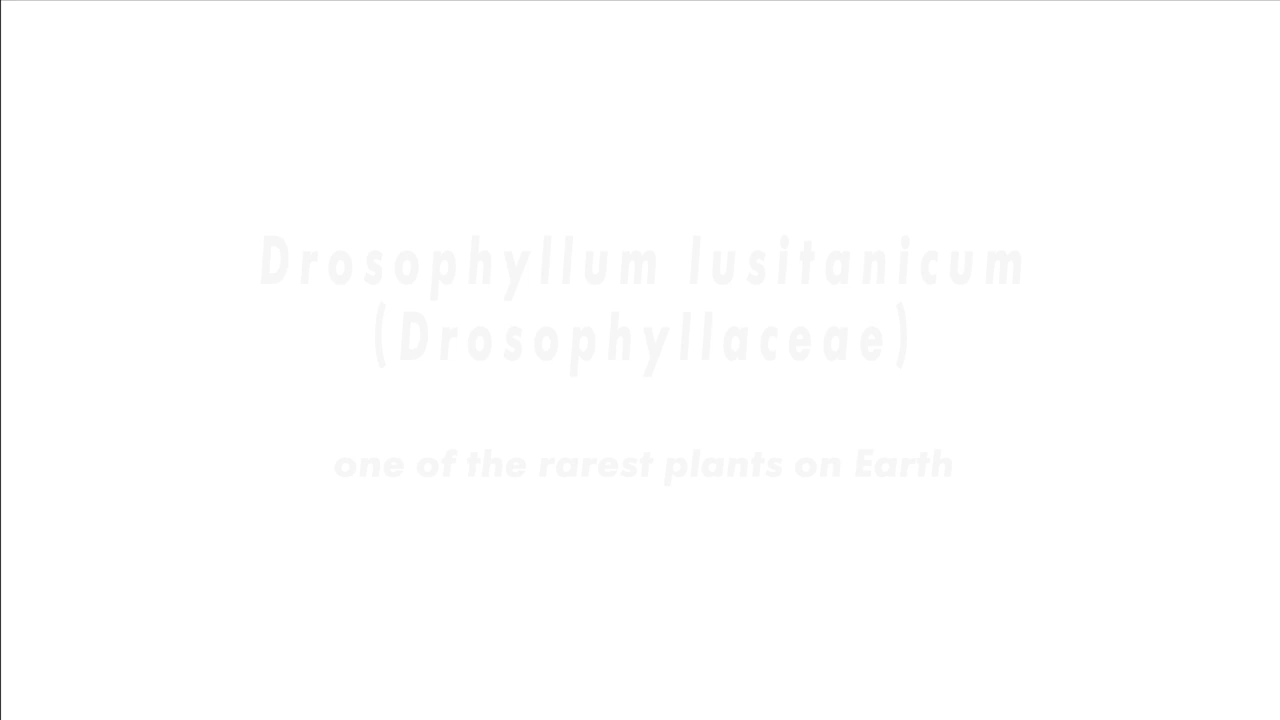 Drosophyllum lusitanicum
(Drosophyllaceae)
one of the rarest plants on Earth